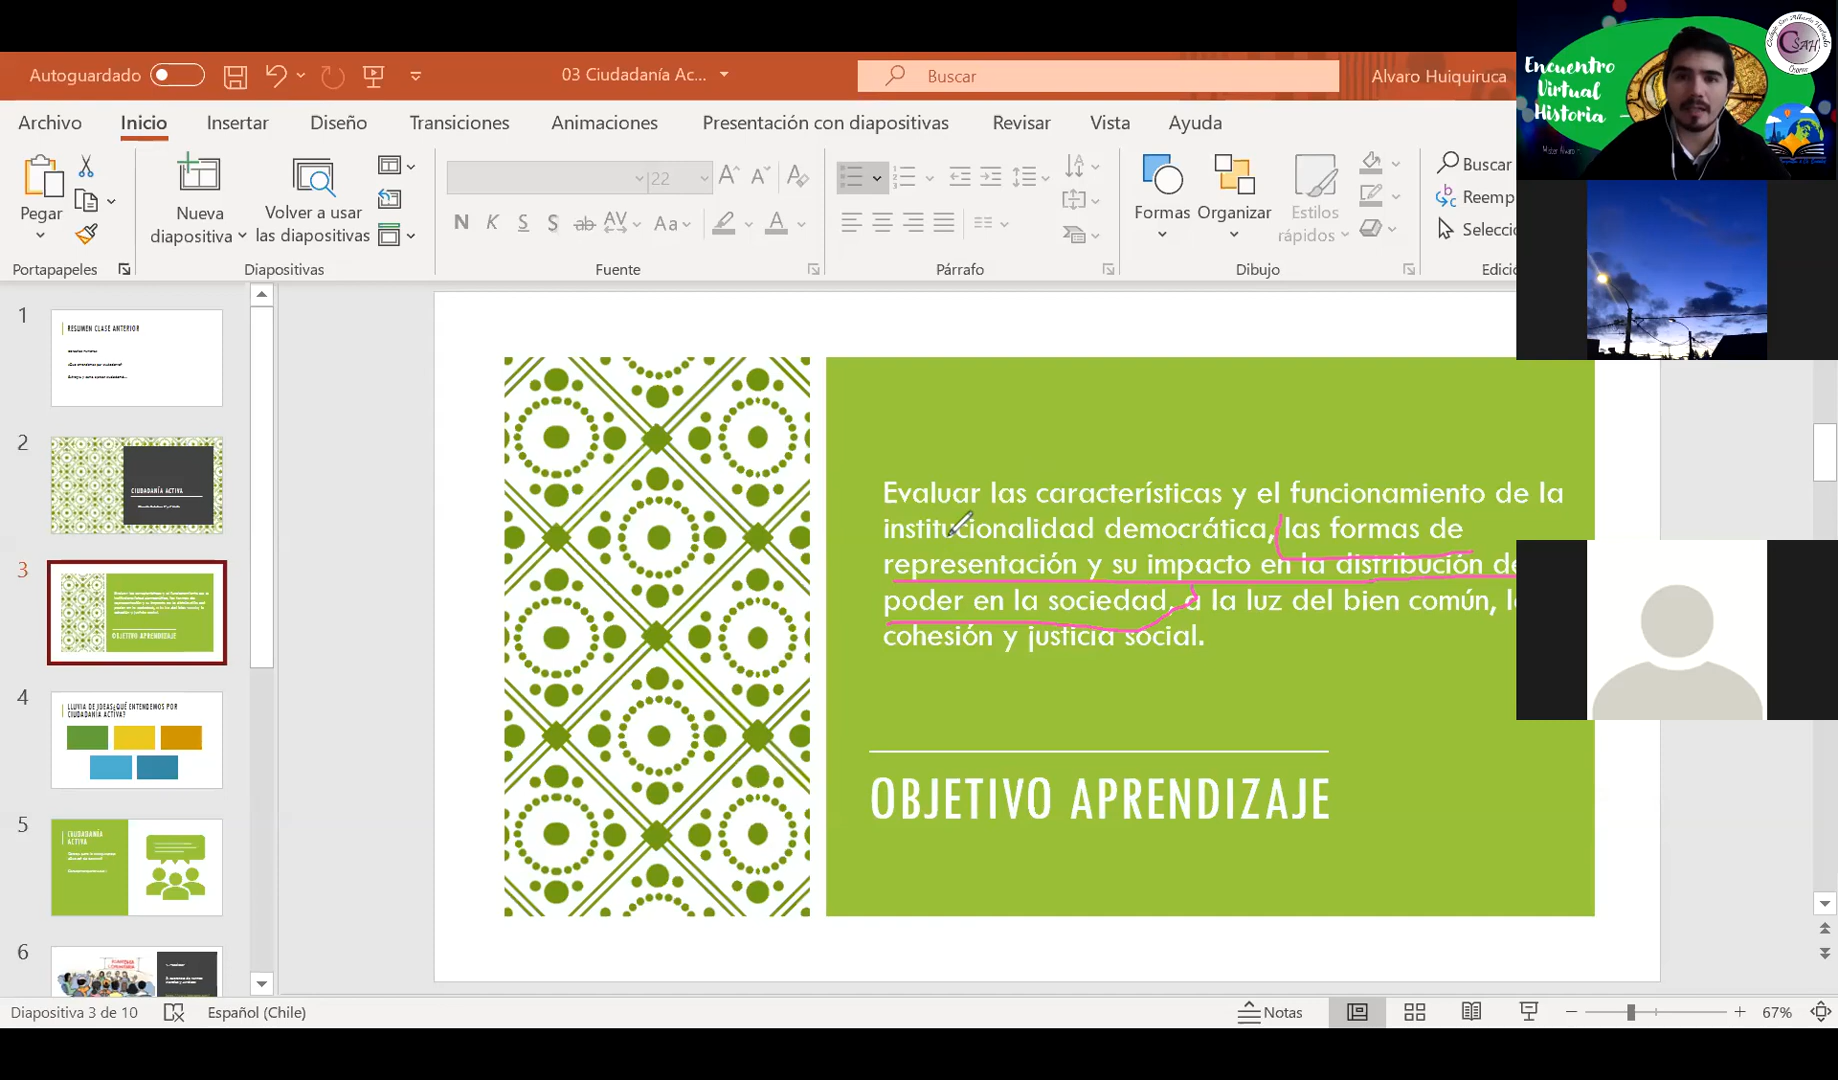 Autoguardado
03 Ciudadanía Ac...
Buscar
Alvaro Huiquiruca
Archivo
Inicio
Insertar
Diseño
Transiciones
Animaciones
Presentación con diapositivas
Revisar
Vista
Ayuda
Pegar
Nueva diapositiva
Volver a usar las diapositivas
22
N K S S ab AV Aa A
Formas
Organizar
Estilos rápidos
Buscar
Reemp
Selecci
Portapapeles
Diapositivas
Fuente
Párrafo
Dibujo
Edici
Encuentro
Virtual
Historia
CSAH
1
RESUMEN CLASE ANTERIOR
2
CIUDADANÍA ACTIVA
3
OBJETIVO APRENDIZAJE
4
LLUVIA DE IDEAS¿QUÉ ENTENDEMOS POR
CIUDADANÍA ACTIVA?
5
CIUDADANÍA
ACTIVA
6
Evaluar las características y el funcionamiento de la
institucionalidad democrática, las formas de
representación y su impacto en la distribución de
poder en la sociedad, a la luz del bien común, l
cohesión y justicia social.
OBJETIVO APRENDIZAJE
Diapositiva 3 de 10
Español (Chile)
Notas
67%